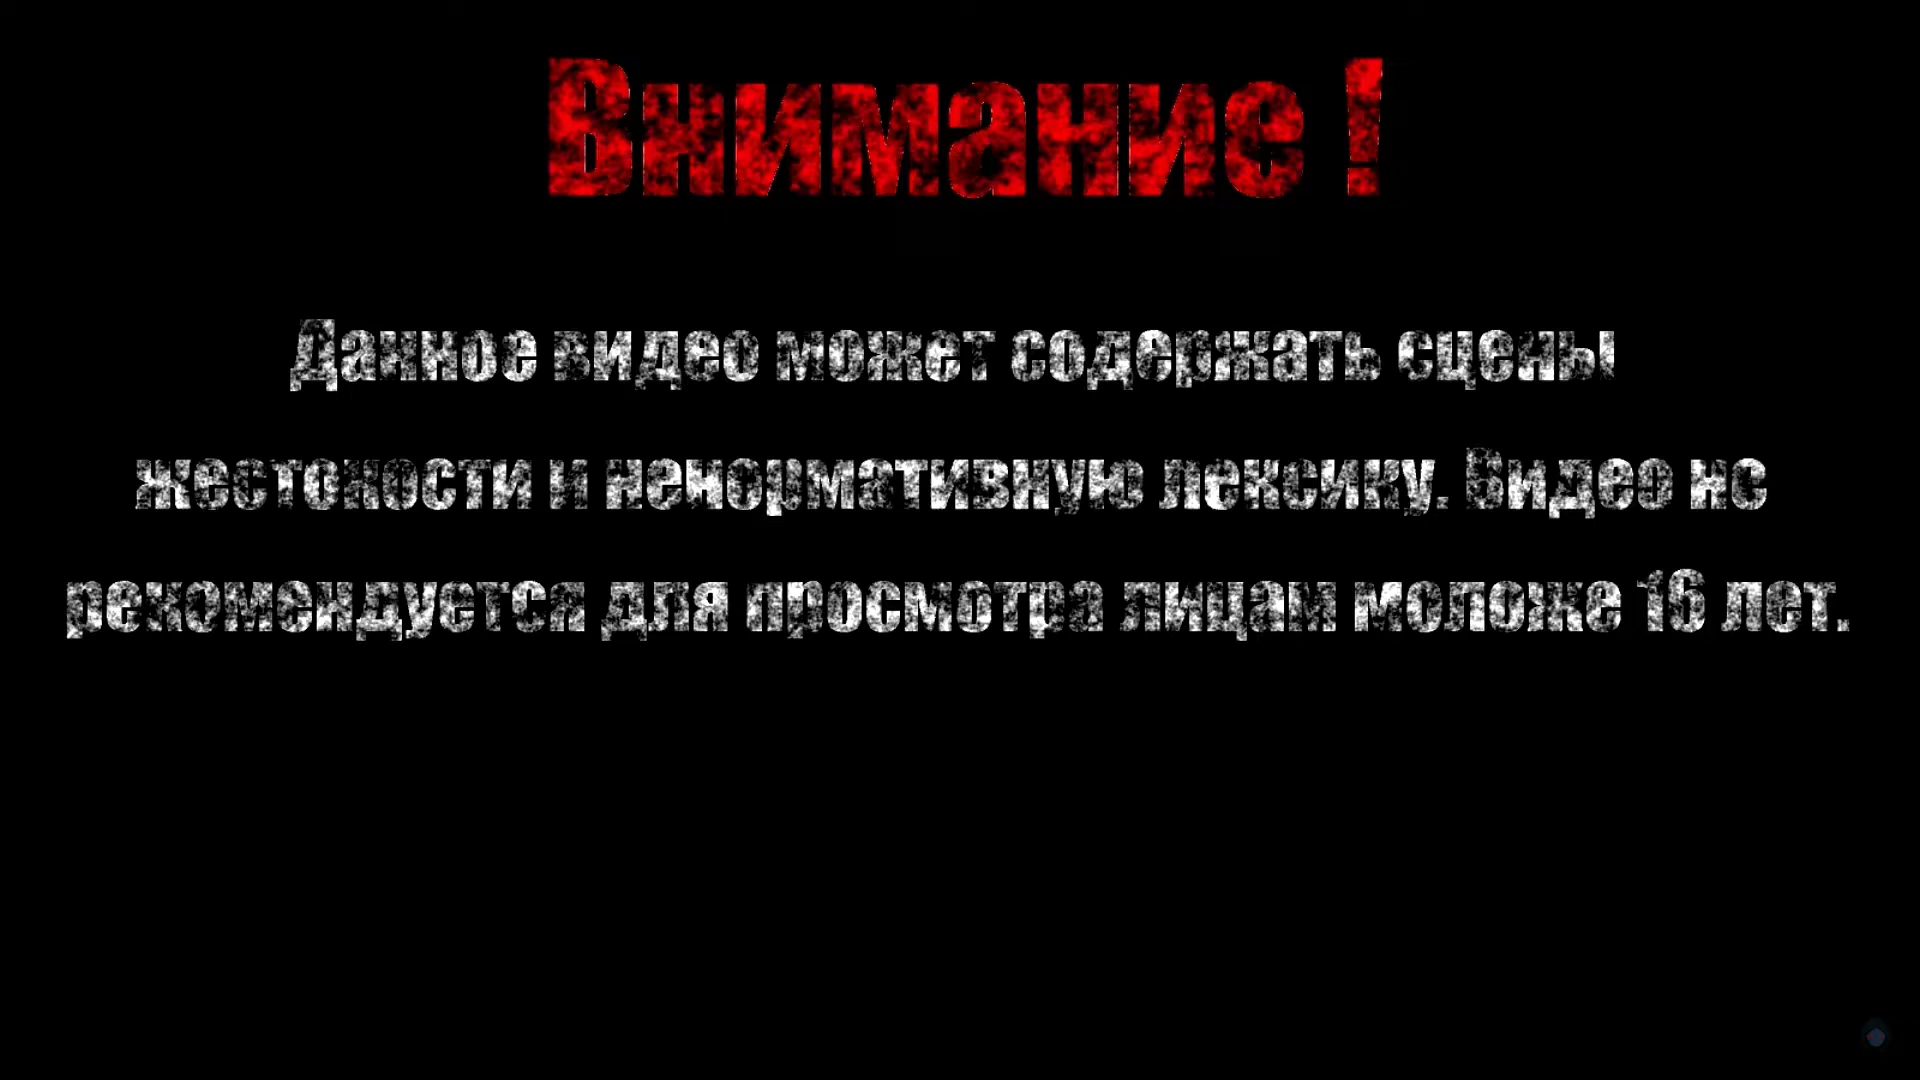 Внимание !
Данное видео может содержать сцены
жестокости и ненормативную лексику. Видео не
рекомендуется для просмотра лицам моложе 16 лет.